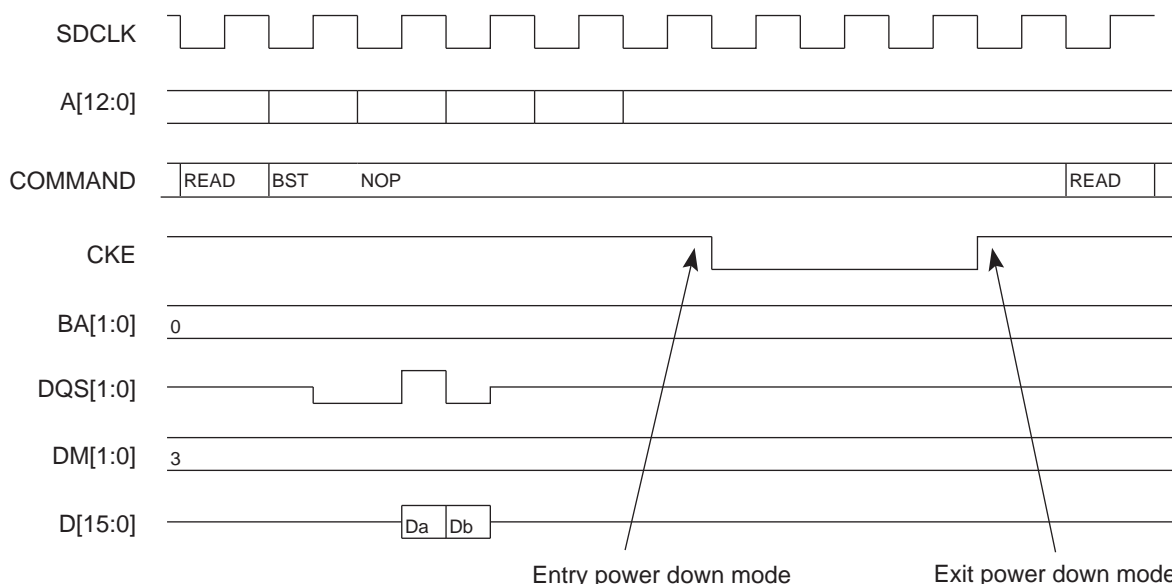 SDCLK
A[12:0]
COMMAND READ BST NOP READ
CKE
BA[1:0] 0
DQS[1:0]
DM[1:0] 3
D[15:0] Da Db
Entry power down mode Exit power down mode